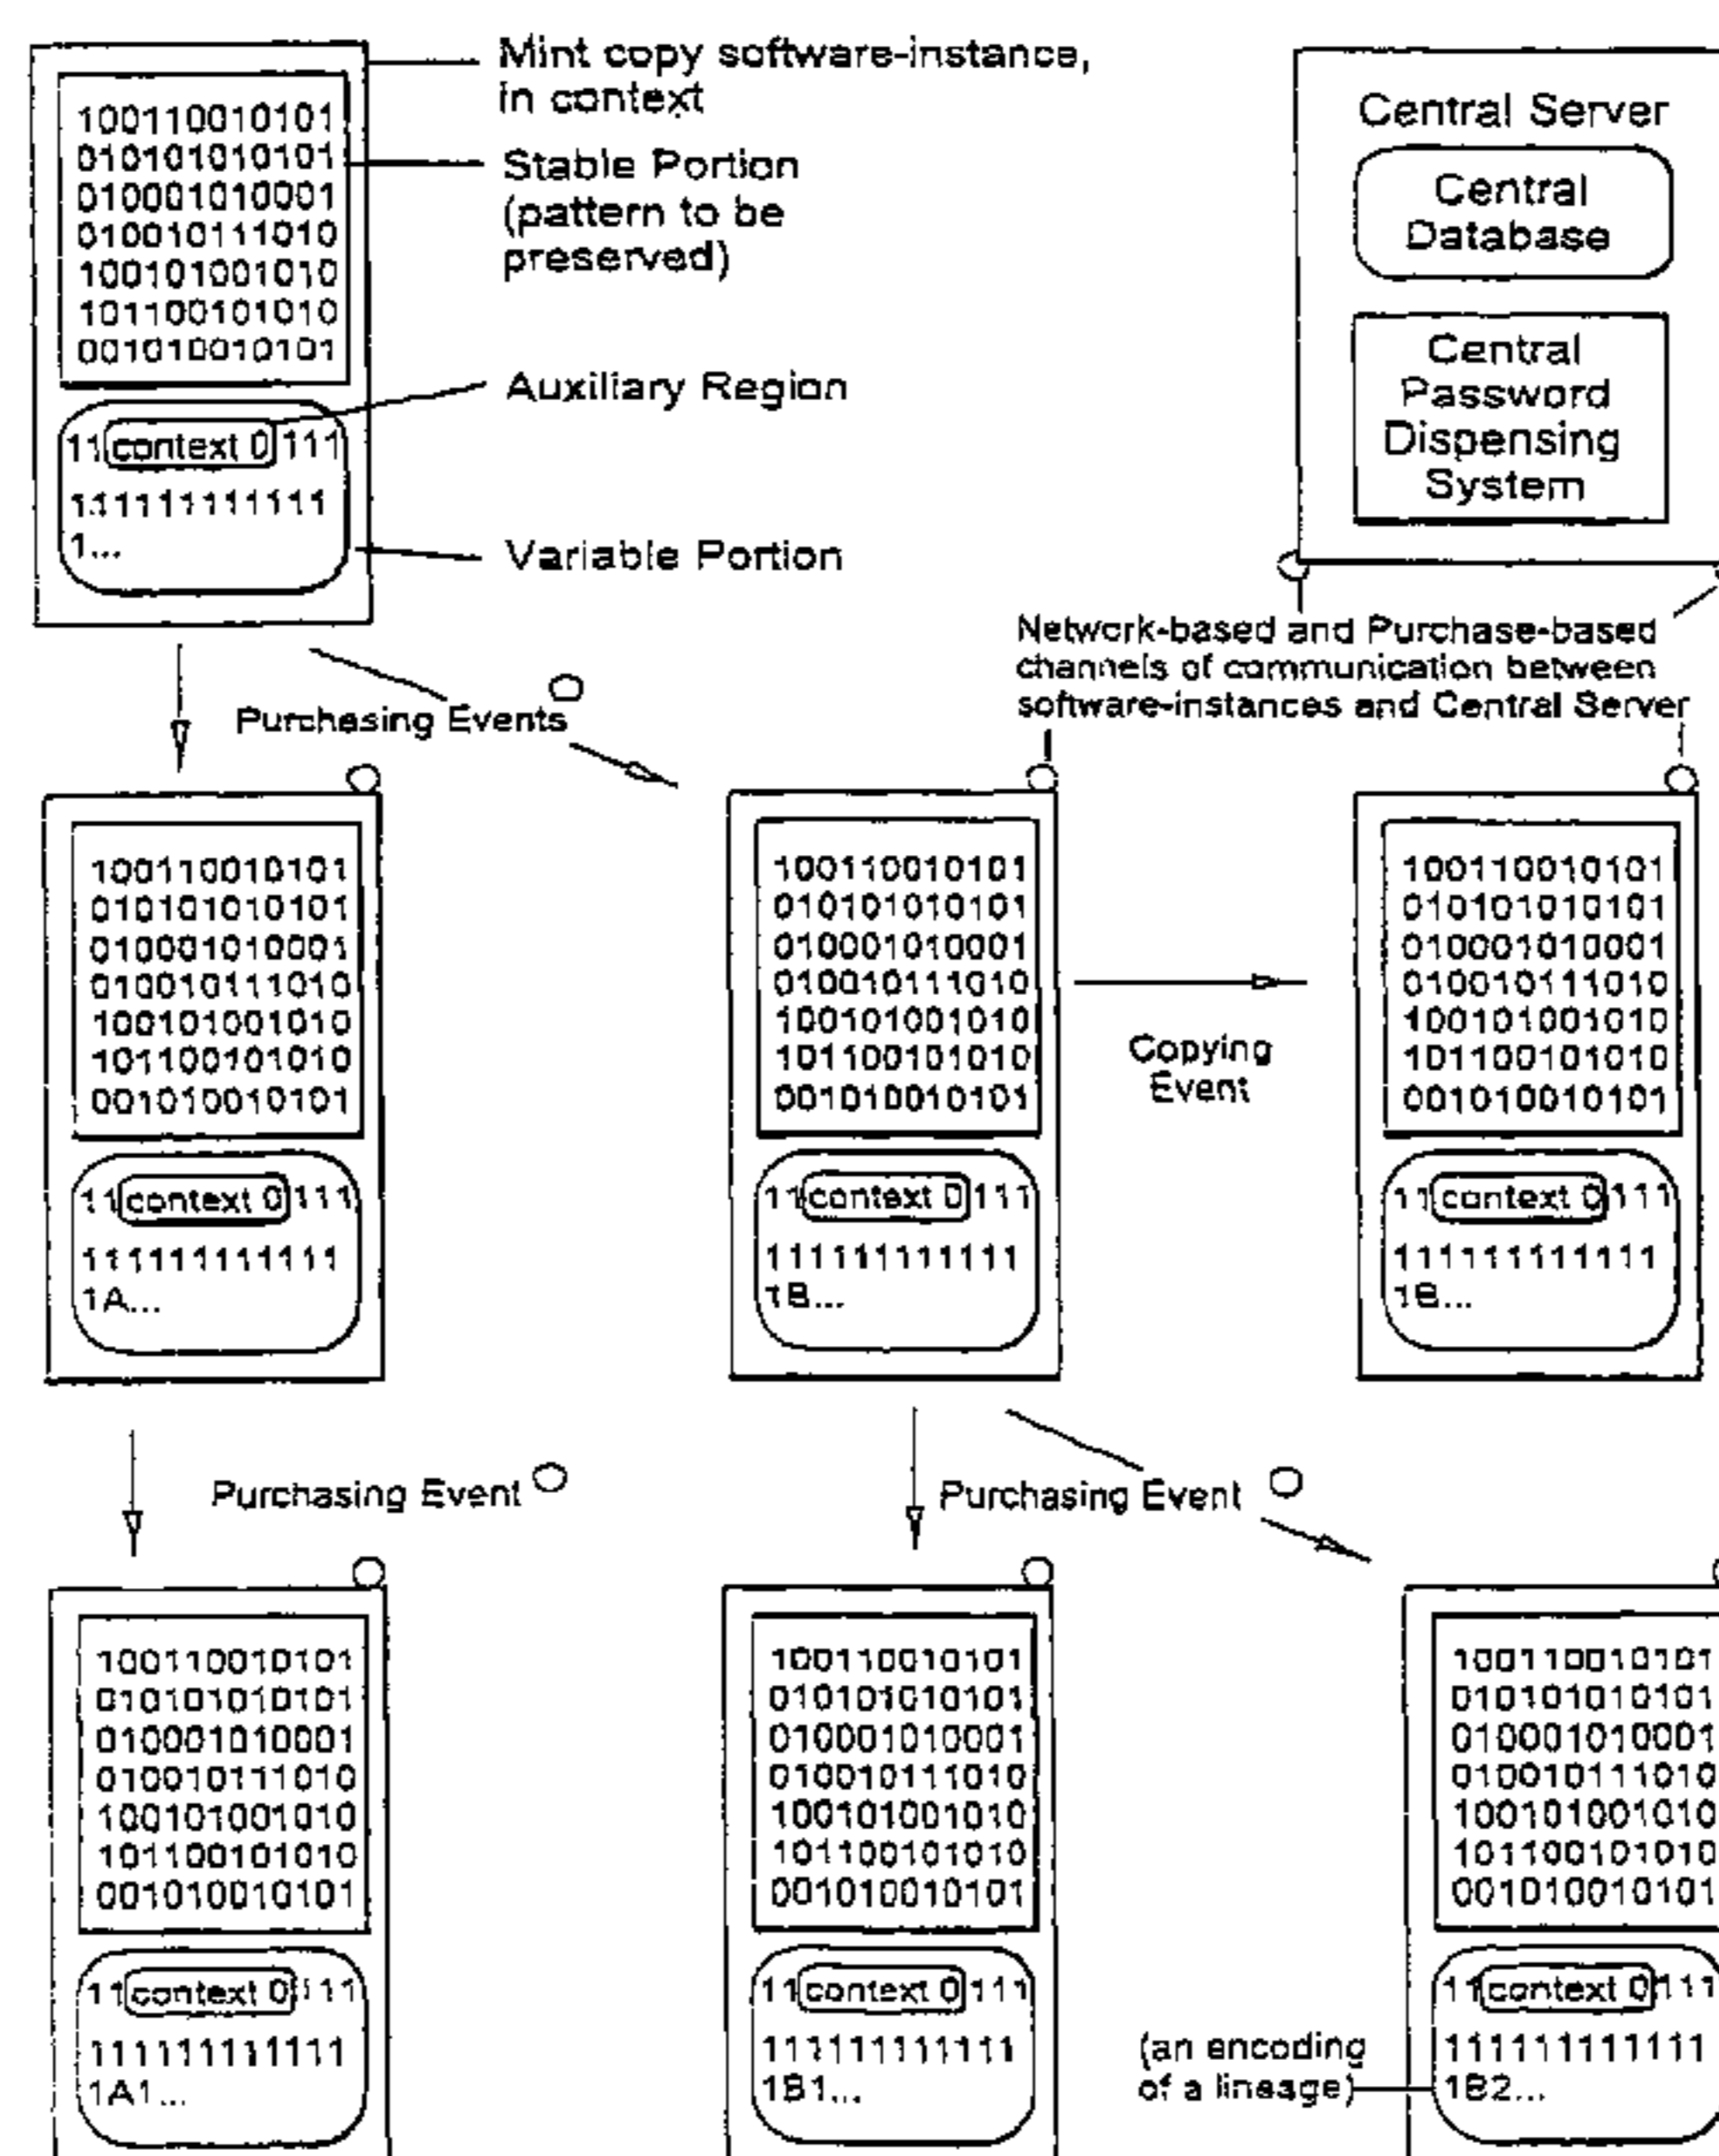 Mint copy software-instance,
in context
100110010101
010101010101
010001010001
010010111010
100101001010
101100101010
001010010101
Stable Portion
(pattern to be
preserved)
Auxiliary Region
11 context 0 111
111111111111
1...
Variable Portion
Central Server
Central
Database
Central
Password
Dispensing
System
Network-based and Purchase-based
channels of communication between
software-instances and Central Server
Purchasing Events
100110010101
010101010101
010001010001
010010111010
100101001010
101100101010
001010010101
11 context 0 111
111111111111
1A...
100110010101
010101010101
010001010001
010010111010
100101001010
101100101010
001010010101
11 context 0 111
111111111111
1B...
Copying
Event
100110010101
010101010101
010001010001
010010111010
100101001010
101100101010
001010010101
11 context 0 111
111111111111
1B...
Purchasing Event
Purchasing Event
100110010101
010101010101
010001010001
010010111010
100101001010
101100101010
001010010101
11 context 0 111
111111111111
1A1...
100110010101
010101010101
010001010001
010010111010
100101001010
101100101010
001010010101
11 context 0 111
111111111111
1B1...
100110010101
010101010101
010001010001
010010111010
100101001010
101100101010
001010010101
11 context 0 111
111111111111
1B2...
(an encoding
of a lineage)